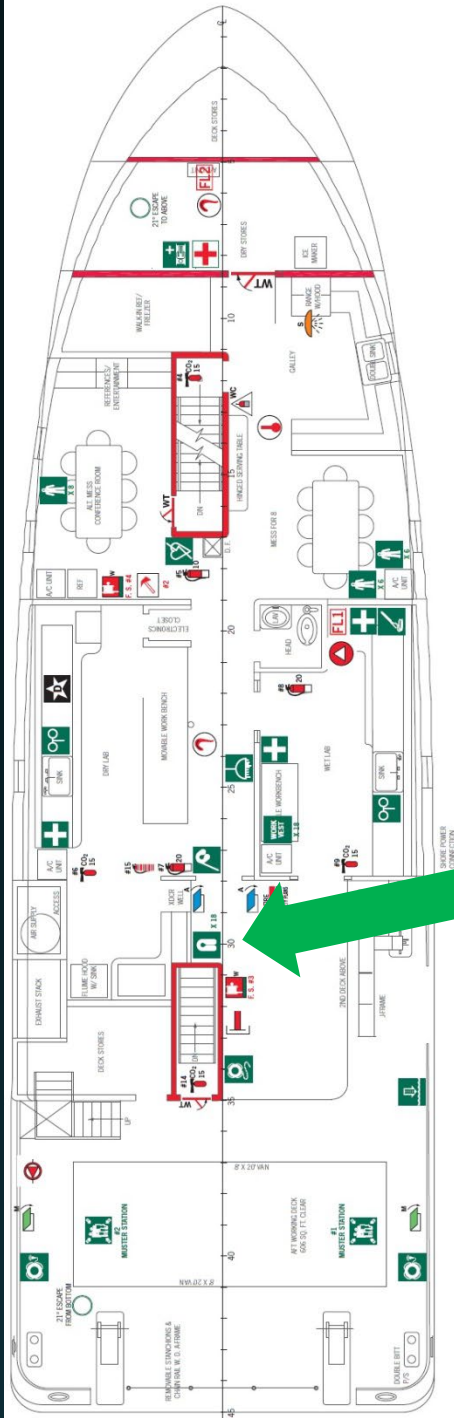 DECK STORES
5
FL2
21" ESCAPE
TO ABOVE
DRY STORES
ICE
MAKER
WT
WALK-IN REF/
FREEZER
10
RANGE
W/HOOD
S
GALLEY
DOUBLE SINK
REFERENCES/
ENTERTAINMENT
#4
CO2
15
WC
HINGED SERVING TABLE
15
DN
WT
X 8
ALT. MESS
CONFERENCE ROOM
MESS FOR 8
D.F.
#5
10
X 6
X 6
A/C UNIT
REF
W
F. S. #4
#2
A/C UNIT
ELECTRONICS
CLOSET
20
LAV
HEAD
FL1
#8
20
DRY LAB
MOVABLE WORK BENCH
WET LAB
SINK
25
SINK
WORK
VEST
X 18
A/C UNIT
A/C
UNIT
#6
CO2
15
#15
#7
20
#9
CO2
15
SHORE POWER
CONNECTION
AIR SUPPLY
ACCESS
XDCR
WELL
A
A
X 18
30
EXHAUST STACK
FLUME HOOD
W/ SINK
2ND DECK ABOVE
J-FRAME
W
F. S. #3
DN
#14
CO2
15
DECK STORES
WT
35
UP
8' X 20' VAN
M
M
#2
MUSTER STATION
#1
MUSTER STATION
AFT WORKING DECK
606 SQ. FT. CLEAR
40
8' X 20' VAN
21" ESCAPE
FROM BOTTOM
REMOVABLE STANCHIONS &
CHAIN RAIL W. D. A-FRAME
DOUBLE BITT
P/S
45